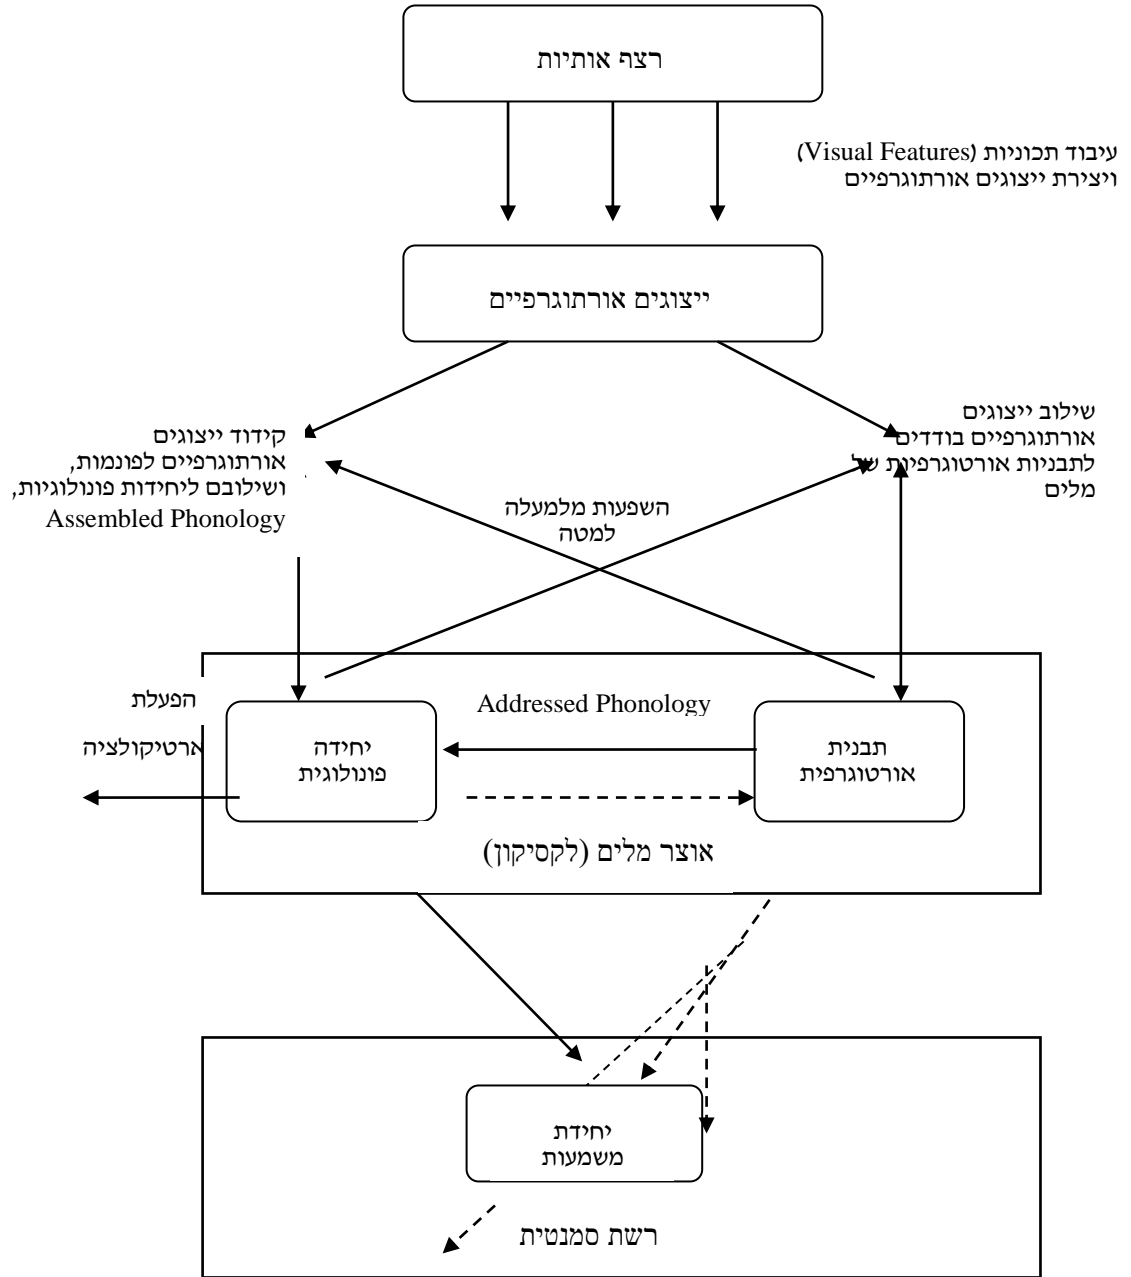 רצף אותיות
עיבוד תכוניות (Visual Features)
ויצירת ייצוגים אורתוגרפיים
ייצוגים אורתוגרפיים
שילוב ייצוגים
אורתוגרפיים בודדים
לתבניות אורטוגרפיות של
מלים
קידוד ייצוגים
אורתוגרפיים לפונמות,
ושילובם ליחידות פונולוגיות,
Assembled Phonology
השפעות מלמעלה
למטה
הפעלת
ארטיקולציה
Addressed Phonology
תבנית
אורטוגרפית
יחידה
פונולוגית
אוצר מלים (לקסיקון)
יחידת
משמעות
רשת סמנטית